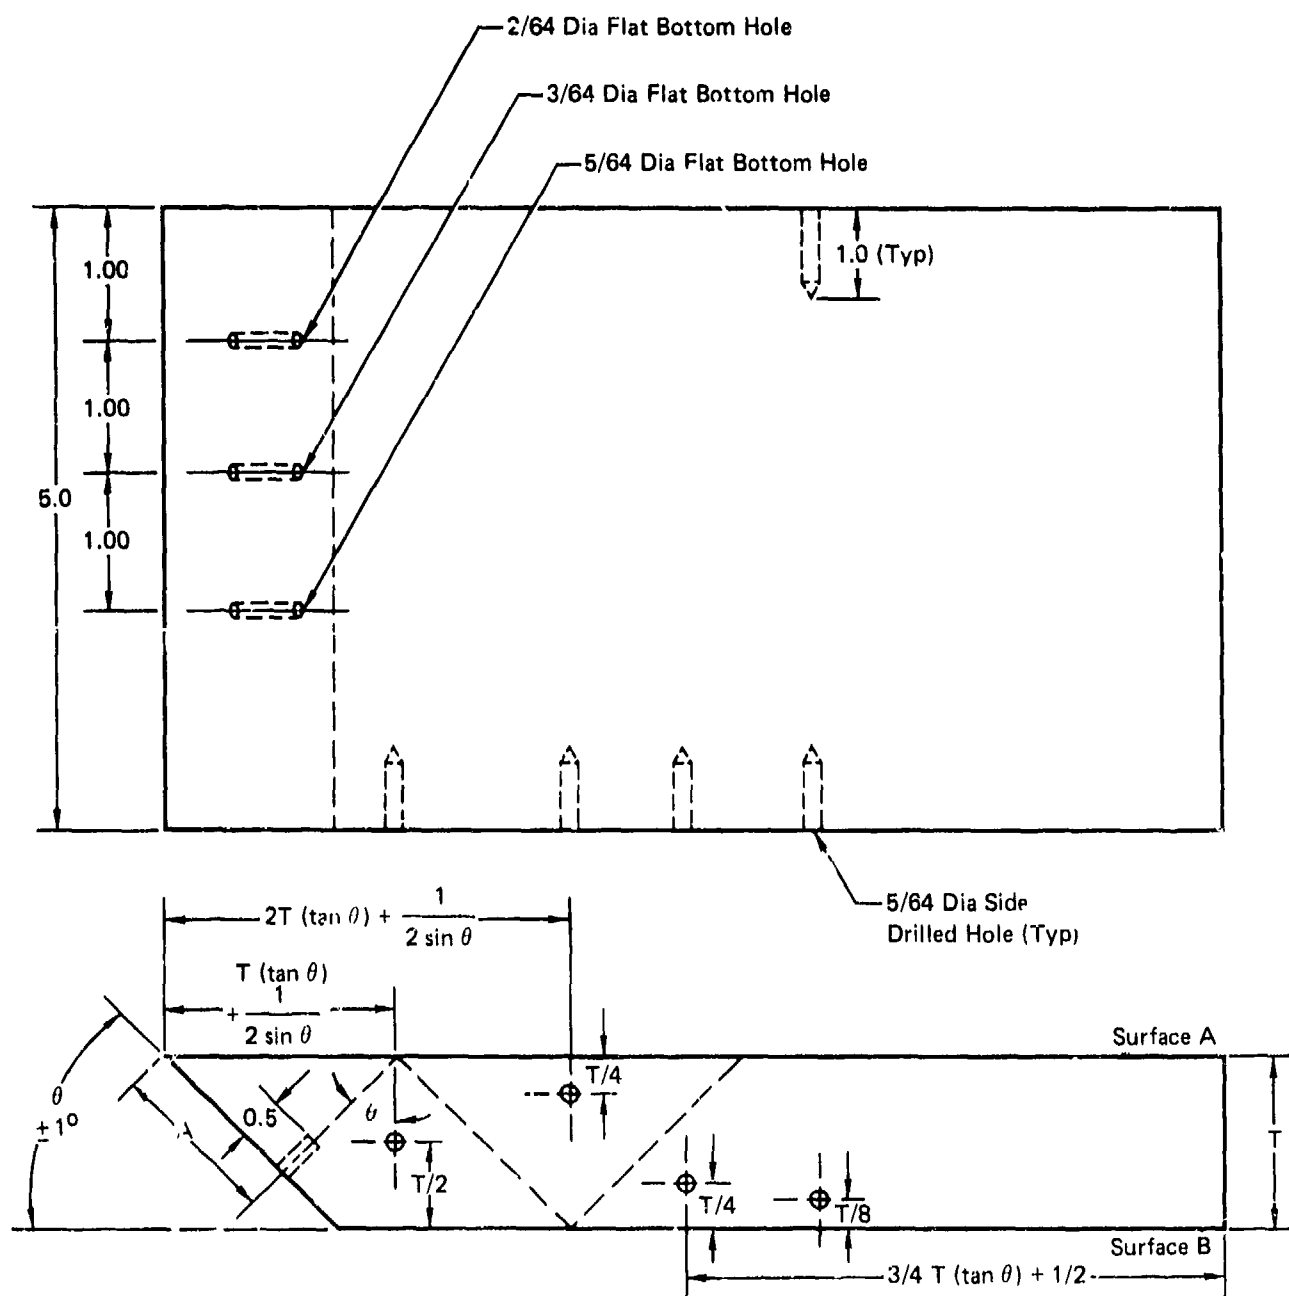 2/64 Dia Flat Bottom Hole
3/64 Dia Flat Bottom Hole
5/64 Dia Flat Bottom Hole
1.00
1.0 (Typ)
1.00
5.0
1.00
5/64 Dia Side
Drilled Hole (Typ)
2T (tan θ) + 1
2 sin θ
T (tan θ)
+ 1
2 sin θ
Surface A
θ
±1°
A
0.5
θ
T/4
T/2
T/4
T/8
T
Surface B
3/4 T (tan θ) + 1/2